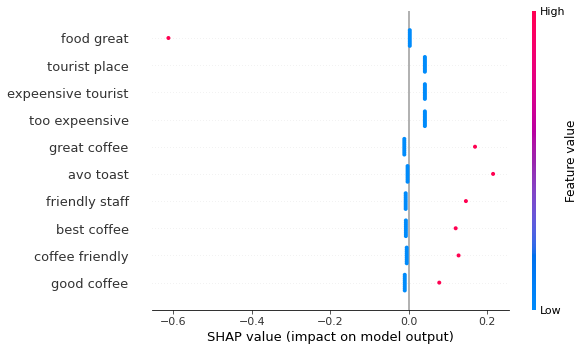 High
food great
tourist place
expeensive tourist
too expeensive
great coffee
avo toast
friendly staff
best coffee
coffee friendly
good coffee
Feature value
Low
−0.6 −0.4 −0.2 0.0 0.2
SHAP value (impact on model output)